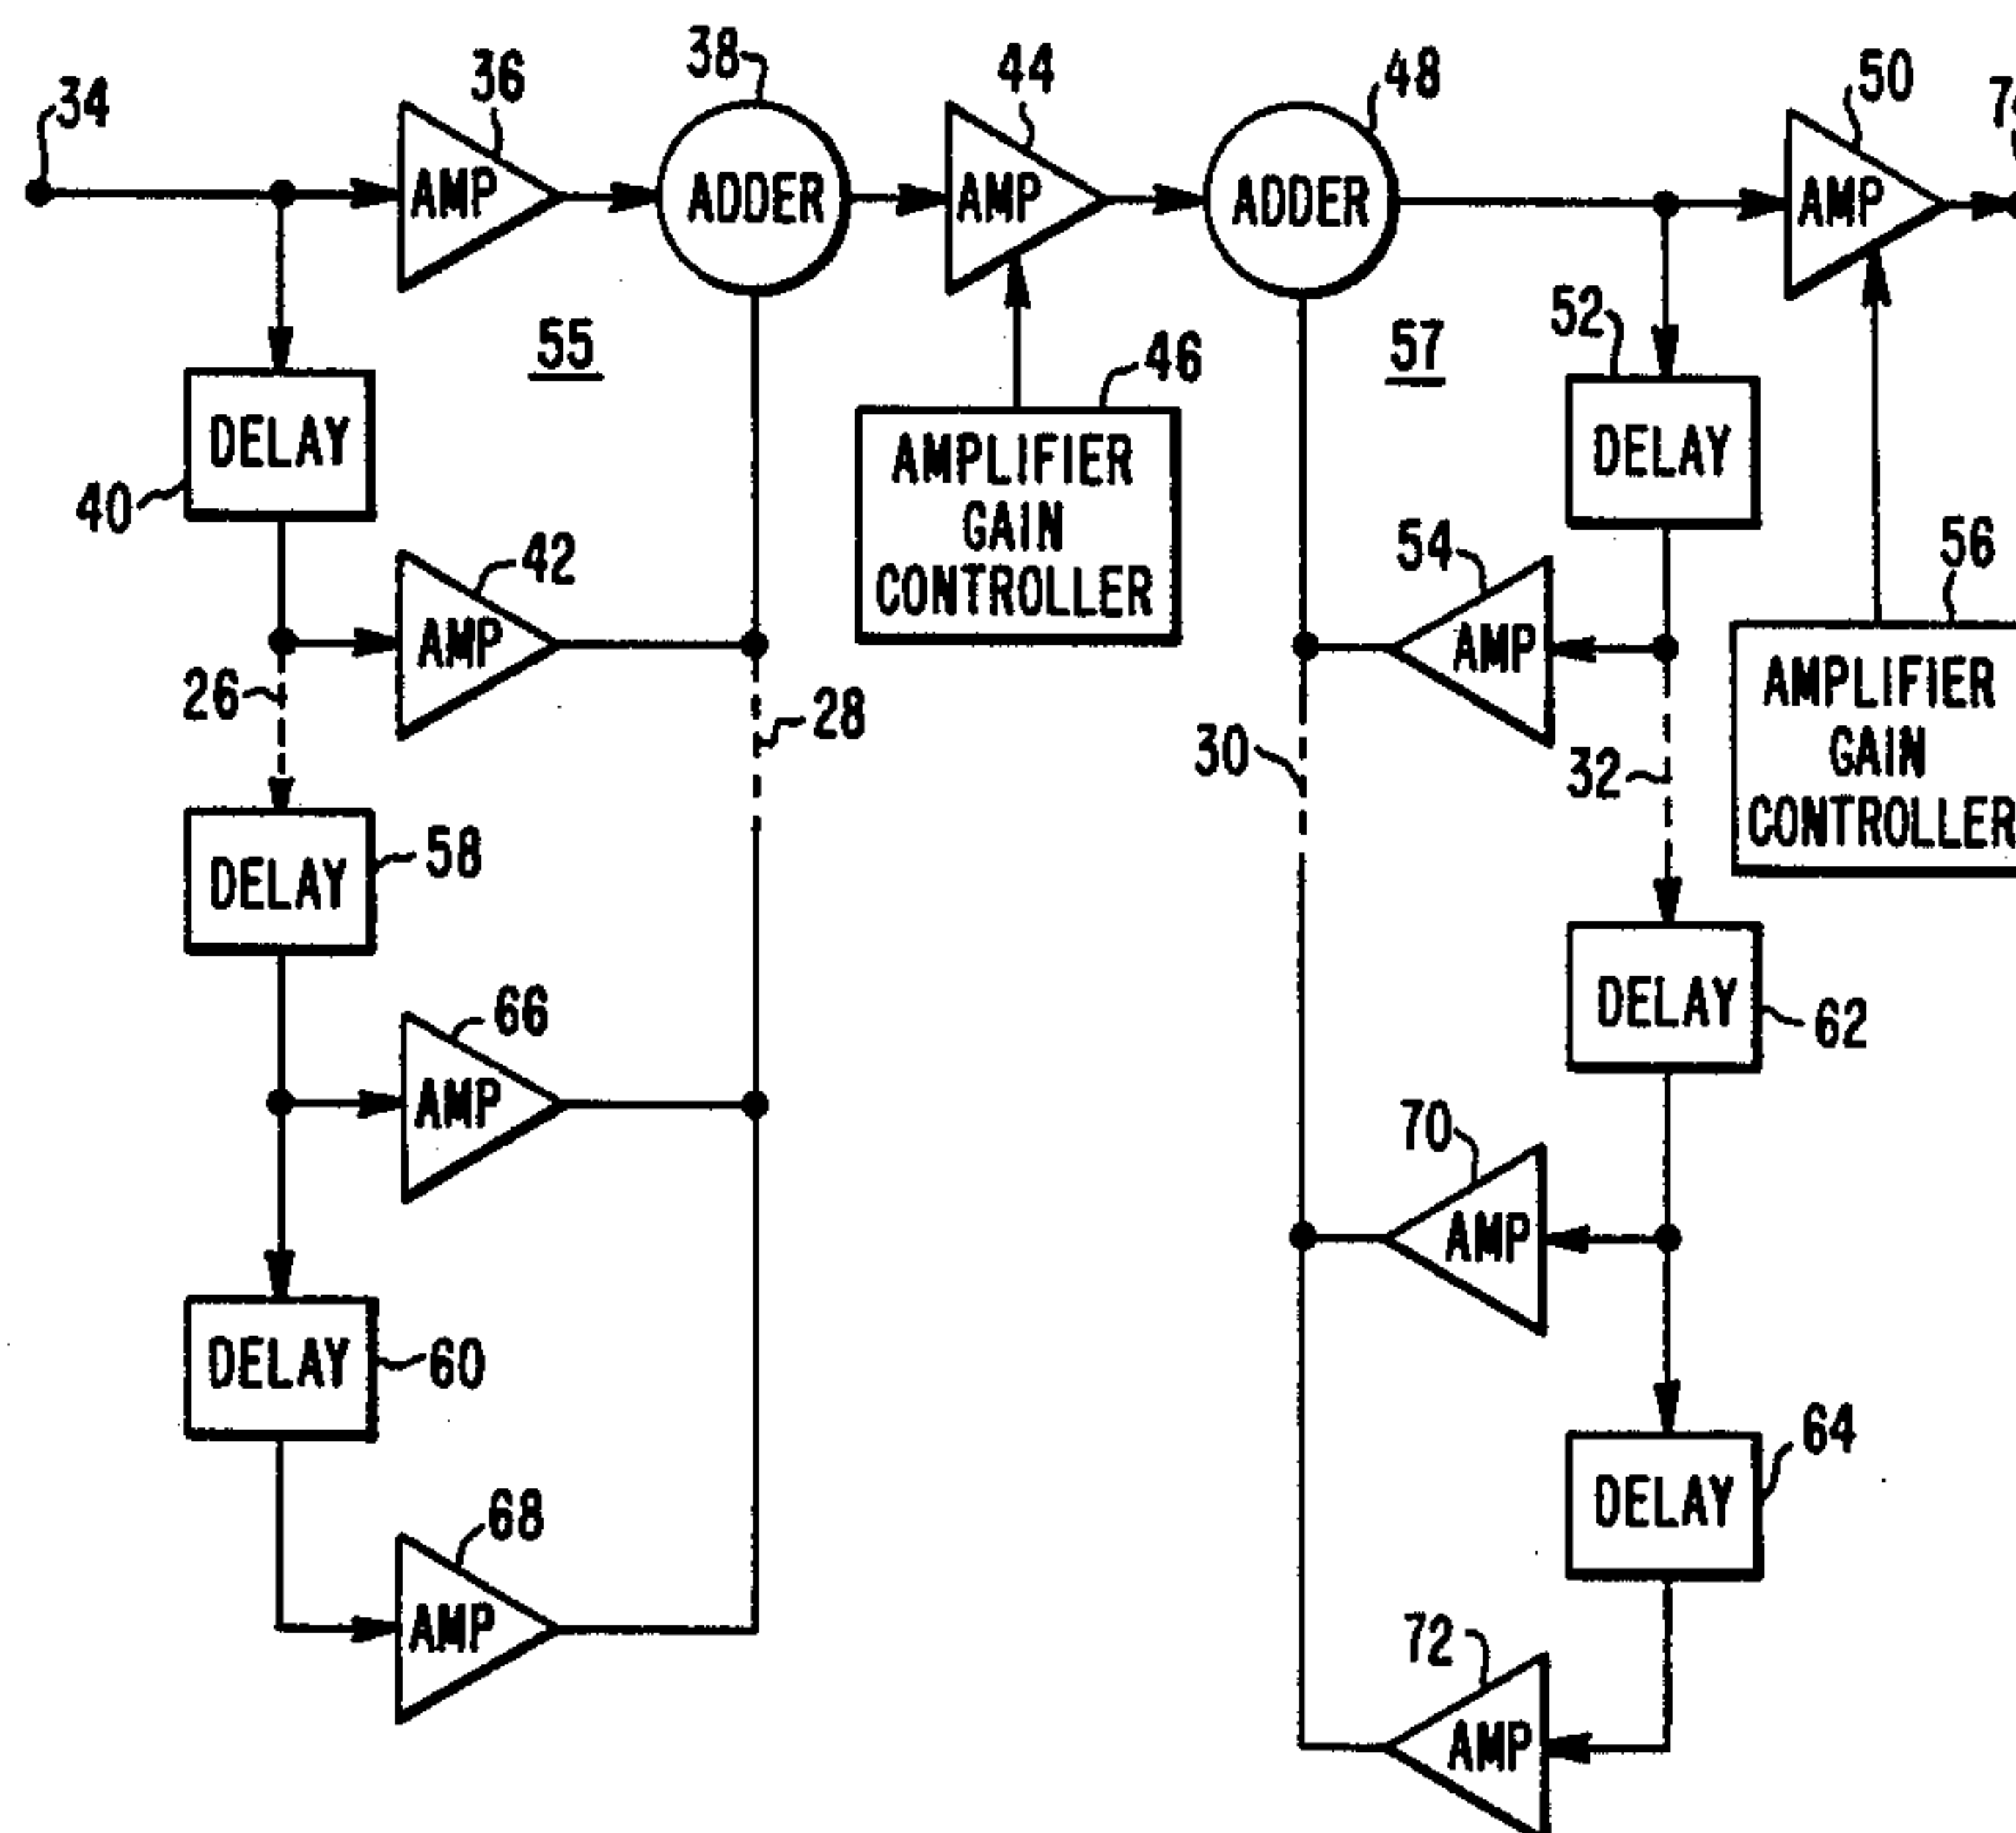 34
36
38
44
48
50
AMP
ADDER
AMP
ADDER
AMP
55
57
52
46
DELAY
40
AMPLIFIER
GAIN
CONTROLLER
DELAY
42
54
56
AMP
AMP
26
28
30
32
AMPLIFIER
GAIN
CONTROLLER
DELAY
58
DELAY
62
66
AMP
70
AMP
DELAY
60
64
DELAY
68
AMP
72
AMP